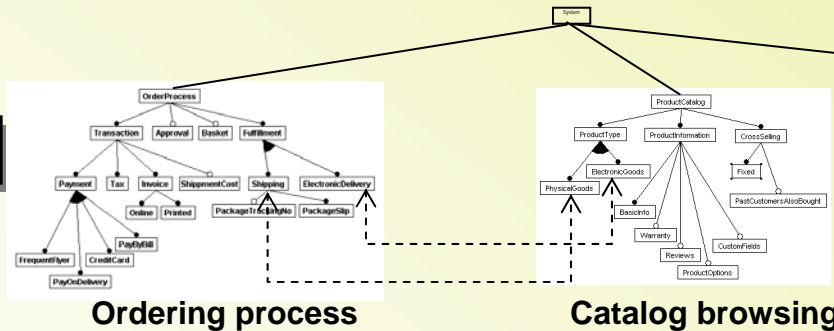 System
OrderProcess
Transaction Approval Basket Fulfillment
Payment Tax Invoice ShippmentCost Shipping ElectronicDelivery
Online Printed PackageTrackingNo PackageSlip
PayByBill
FrequentFlyer CreditCard
PayOnDelivery
Ordering process
ProductCatalog
ProductType ProductInformation CrossSelling
ElectronicGoods Fixed
PhysicalGoods PastCustomersAlsoBought
BasicInfo
Warranty CustomFields
Reviews
ProductOptions
Catalog browsing